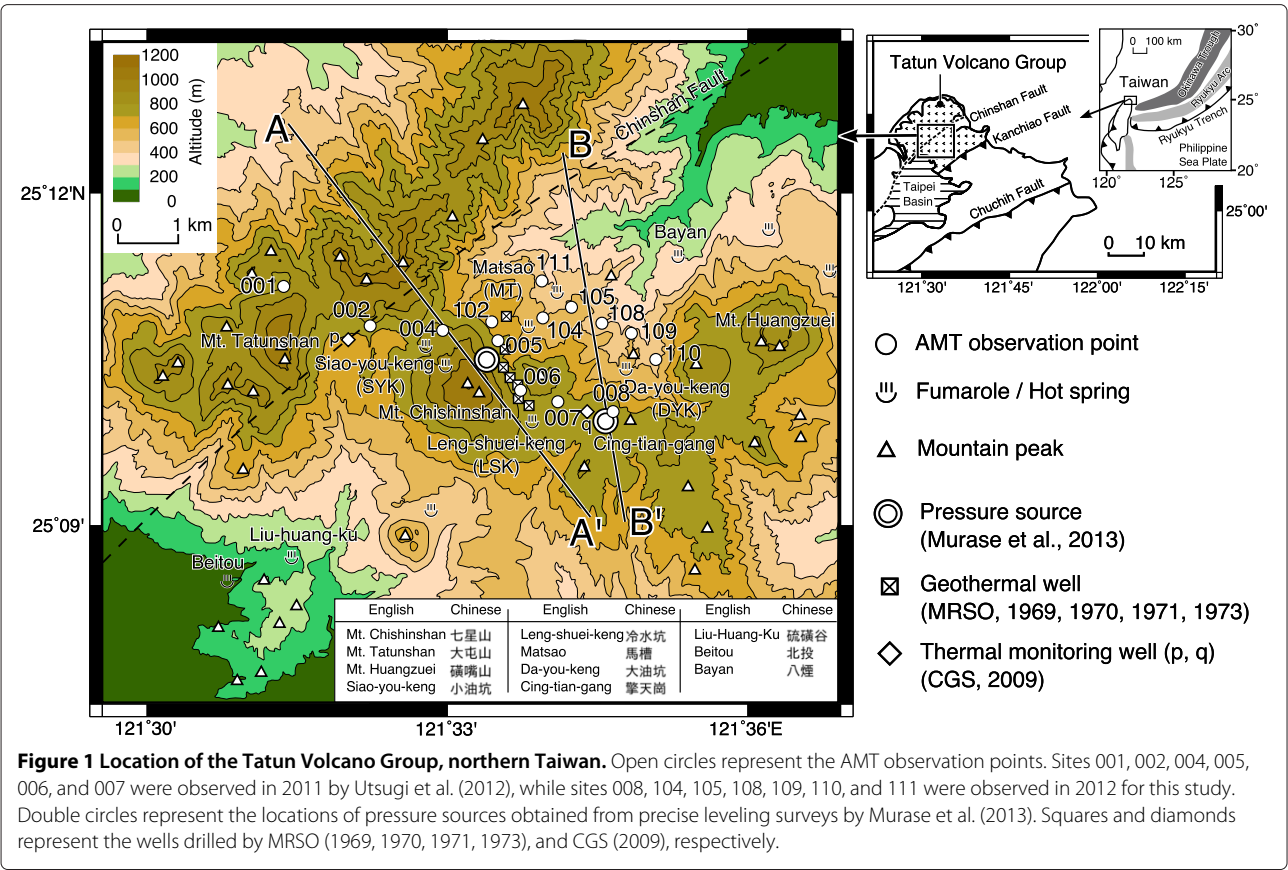 1200
1000
800
600
400
200
0
Altitude (m)
0 1 km
25°12'N
25°09'
121°30'
121°33'
121°36'E
A
A'
B
B'
Chinshan Fault
001
002
p
004
102
005
006
007
q
008
111
105
104
108
109
110
Matsao
(MT)
Bayan
Mt. Tatunshan
Siao-you-keng
(SYK)
Mt. Chishinshan
Leng-shuei-keng
(LSK)
Mt. Huangzuei
Da-you-keng
(DYK)
Cing-tian-gang
Liu-huang-ku
Beitou
English Chinese English Chinese English Chinese
Mt. Chishinshan 七星山 Leng-shuei-keng 冷水坑 Liu-Huang-Ku 硫磺谷
Mt. Tatunshan 大屯山 Matsao 馬槽 Beitou 北投
Mt. Huangzuei 磺嘴山 Da-you-keng 大油坑 Bayan 八煙
Siao-you-keng 小油坑 Cing-tian-gang 擎天崗
Tatun Volcano Group
Chinshan Fault
Kanchiao Fault
Taipei
Basin
Chuchih Fault
0 10 km
25°00'
121°30'
121°45'
122°00'
122°15'
0 100 km
Taiwan
Okinawa Trough
Ryukyu Arc
Ryukyu Trench
Philippine
Sea Plate
30°
25°
20°
120°
125°
AMT observation point
Fumarole / Hot spring
Mountain peak
Pressure source
(Murase et al., 2013)
Geothermal well
(MRSO, 1969, 1970, 1971, 1973)
Thermal monitoring well (p, q)
(CGS, 2009)
Figure 1 Location of the Tatun Volcano Group, northern Taiwan. Open circles represent the AMT observation points. Sites 001, 002, 004, 005,
006, and 007 were observed in 2011 by Utsugi et al. (2012), while sites 008, 104, 105, 108, 109, 110, and 111 were observed in 2012 for this study.
Double circles represent the locations of pressure sources obtained from precise leveling surveys by Murase et al. (2013). Squares and diamonds
represent the wells drilled by MRSO (1969, 1970, 1971, 1973), and CGS (2009), respectively.